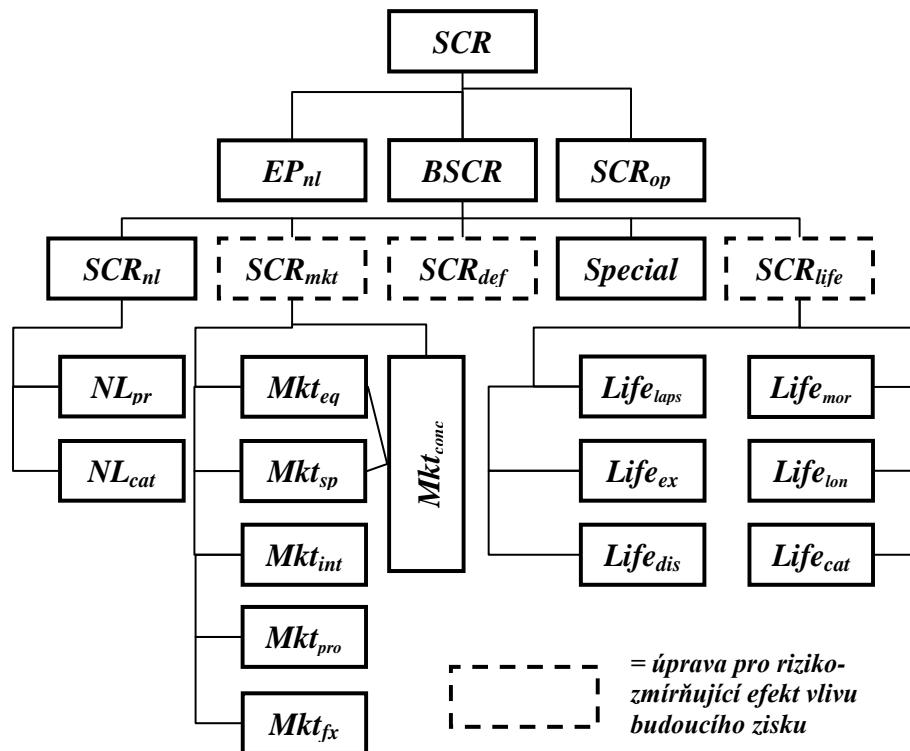 SCR
EPnl BSCR SCRop
SCRnl SCRmkt SCRdef Special SCRlife
NLpr Mkteq Mktconc Lifelaps Lifemor
NLcat Mktsp Lifeex Lifelon
Mktint Lifedis Lifecat
Mktpro
Mktfx
= úprava pro riziko-
zmírňující efekt vlivu
budoucího zisku